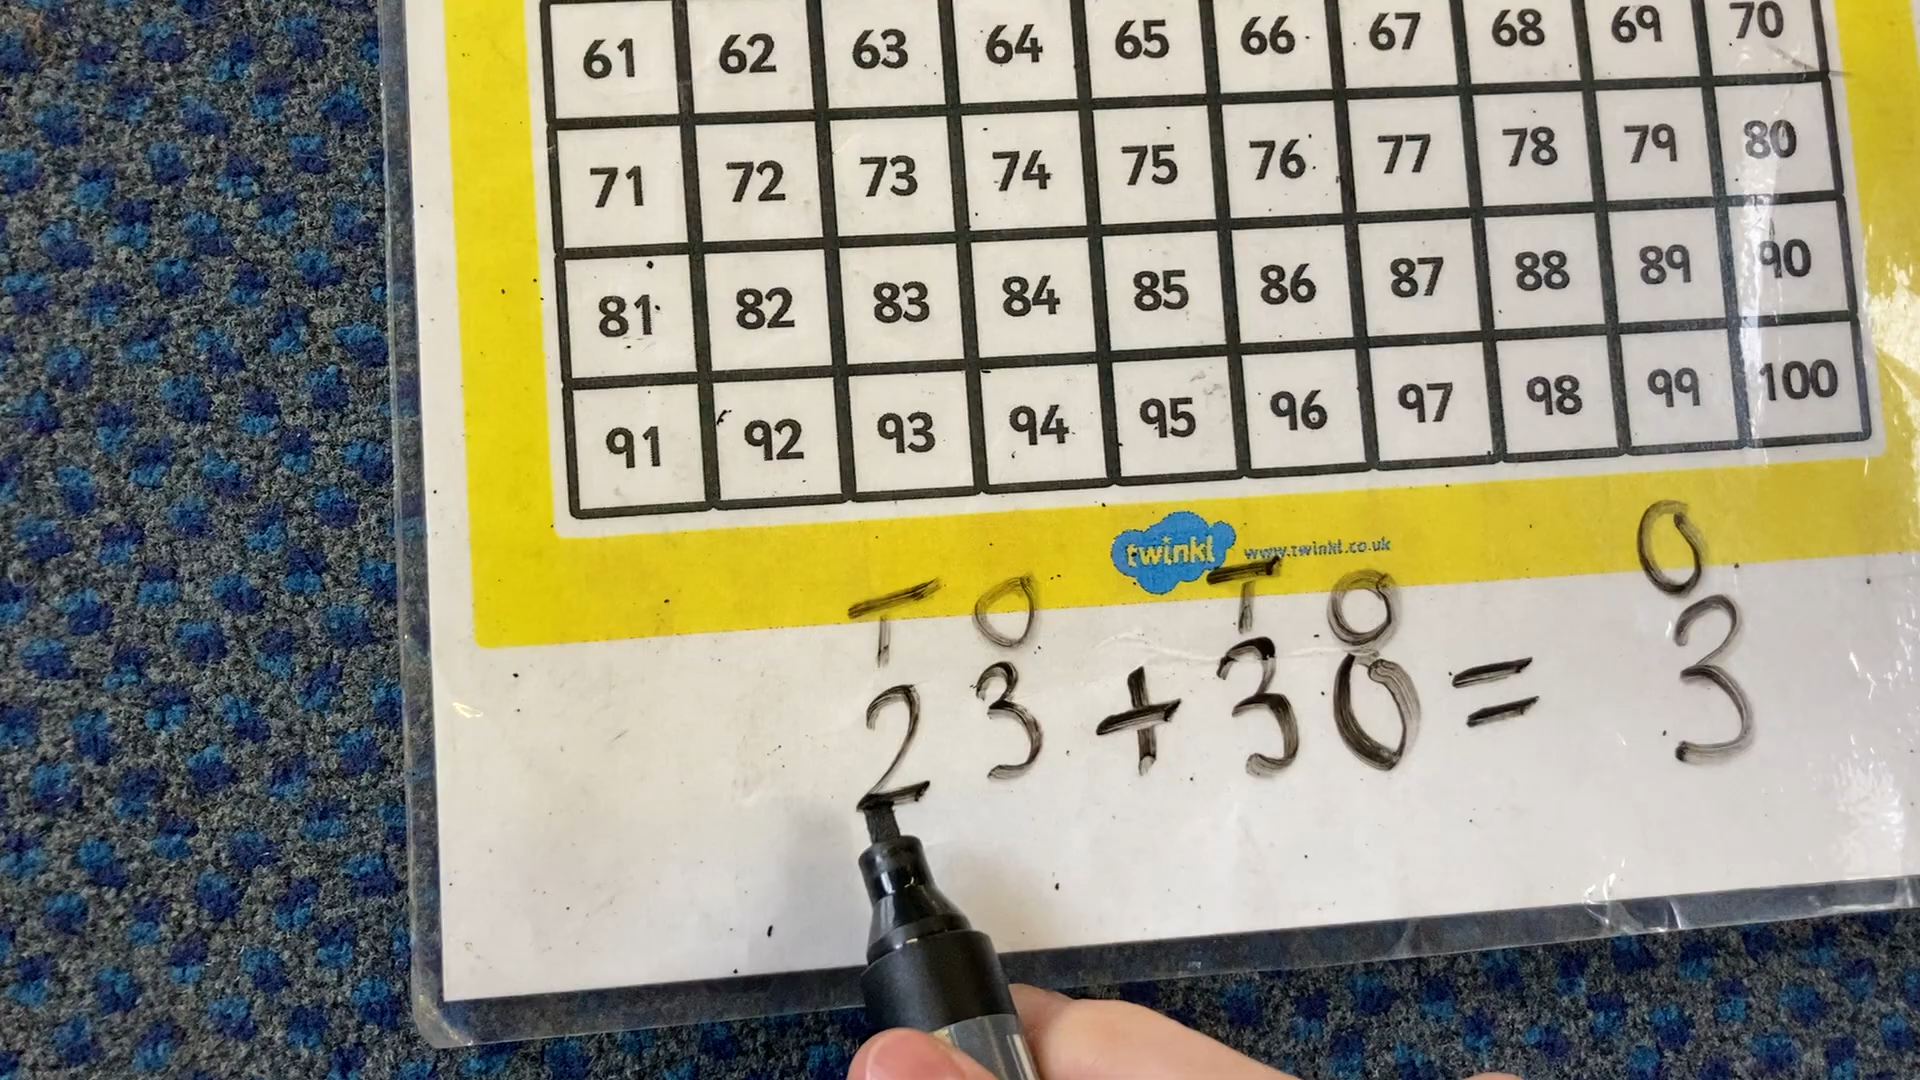 61 62 63 64 65 66 67 68 69 70
71 72 73 74 75 76 77 78 79 80
81 82 83 84 85 86 87 88 89 90
91 92 93 94 95 96 97 98 99 100
twinkl www.twinkl.co.uk
T O T O O
23 + 30 = 3